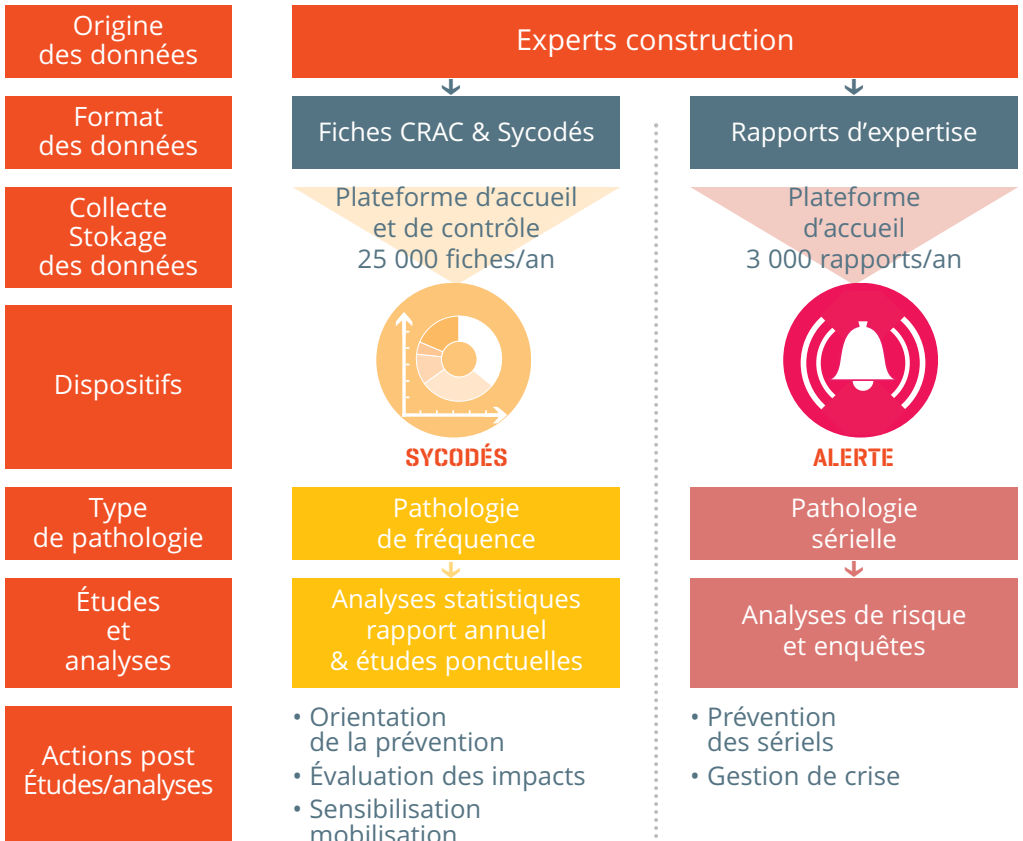 Origine
des données
Experts construction
Format
des données
Fiches CRAC & Sycodés
Rapports d'expertise
Collecte
Stokage
des données
Plateforme d'accueil
et de contrôle
25 000 fiches/an
Plateforme
d'accueil
3 000 rapports/an
Dispositifs
SYCODÉS
ALERTE
Type
de pathologie
Pathologie
de fréquence
Pathologie
sérielle
Études
et
analyses
Analyses statistiques
rapport annuel
& études ponctuelles
Analyses de risque
et enquêtes
Actions post
Études/analyses
• Orientation
de la prévention
• Évaluation des impacts
• Sensibilisation
mobilisation
• Prévention
des sériels
• Gestion de crise